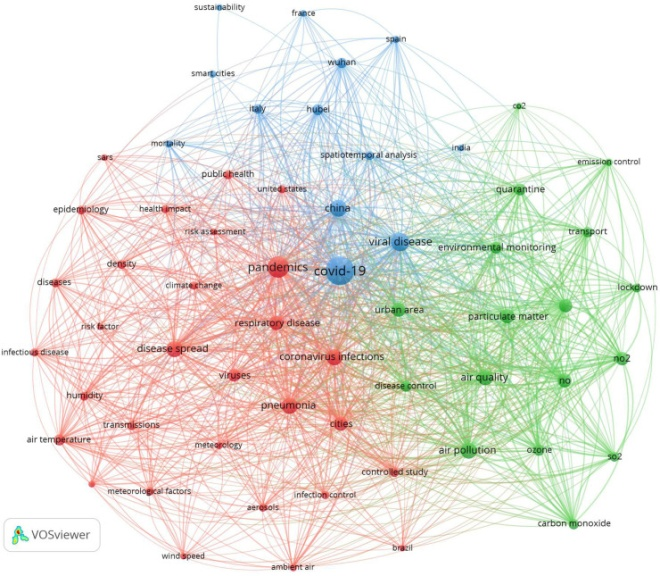 sustainability
france
spain
wuhan
smart cities
italy
hubei
co2
mortality
spatiotemporal analysis
india
sars
emission control
public health
united states
quarantine
epidemiology
health impact
china
risk assessment
transport
viral disease
environmental monitoring
density
pandemics
covid-19
diseases
climate change
lockdown
urban area
particulate matter
risk factor
respiratory disease
infectious disease
disease spread
coronavirus infections
no2
viruses
air quality
no
disease control
humidity
pneumonia
transmissions
cities
air temperature
meteorology
air pollution
ozone
so2
controlled study
meteorological factors
infection control
aerosols
carbon monoxide
VOSviewer
brazil
wind speed
ambient air